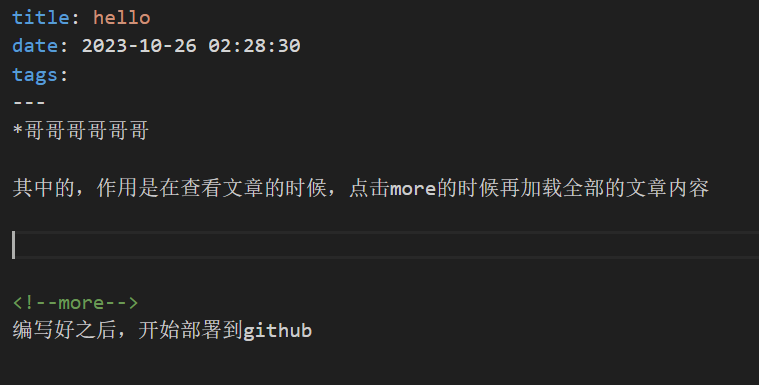 title: hello
date: 2023-10-26 02:28:30
tags:
---
*哥哥哥哥哥哥
其中的，作用是在查看文章的时候，点击more的时候再加载全部的文章内容
<!--more-->
编写好之后，开始部署到github